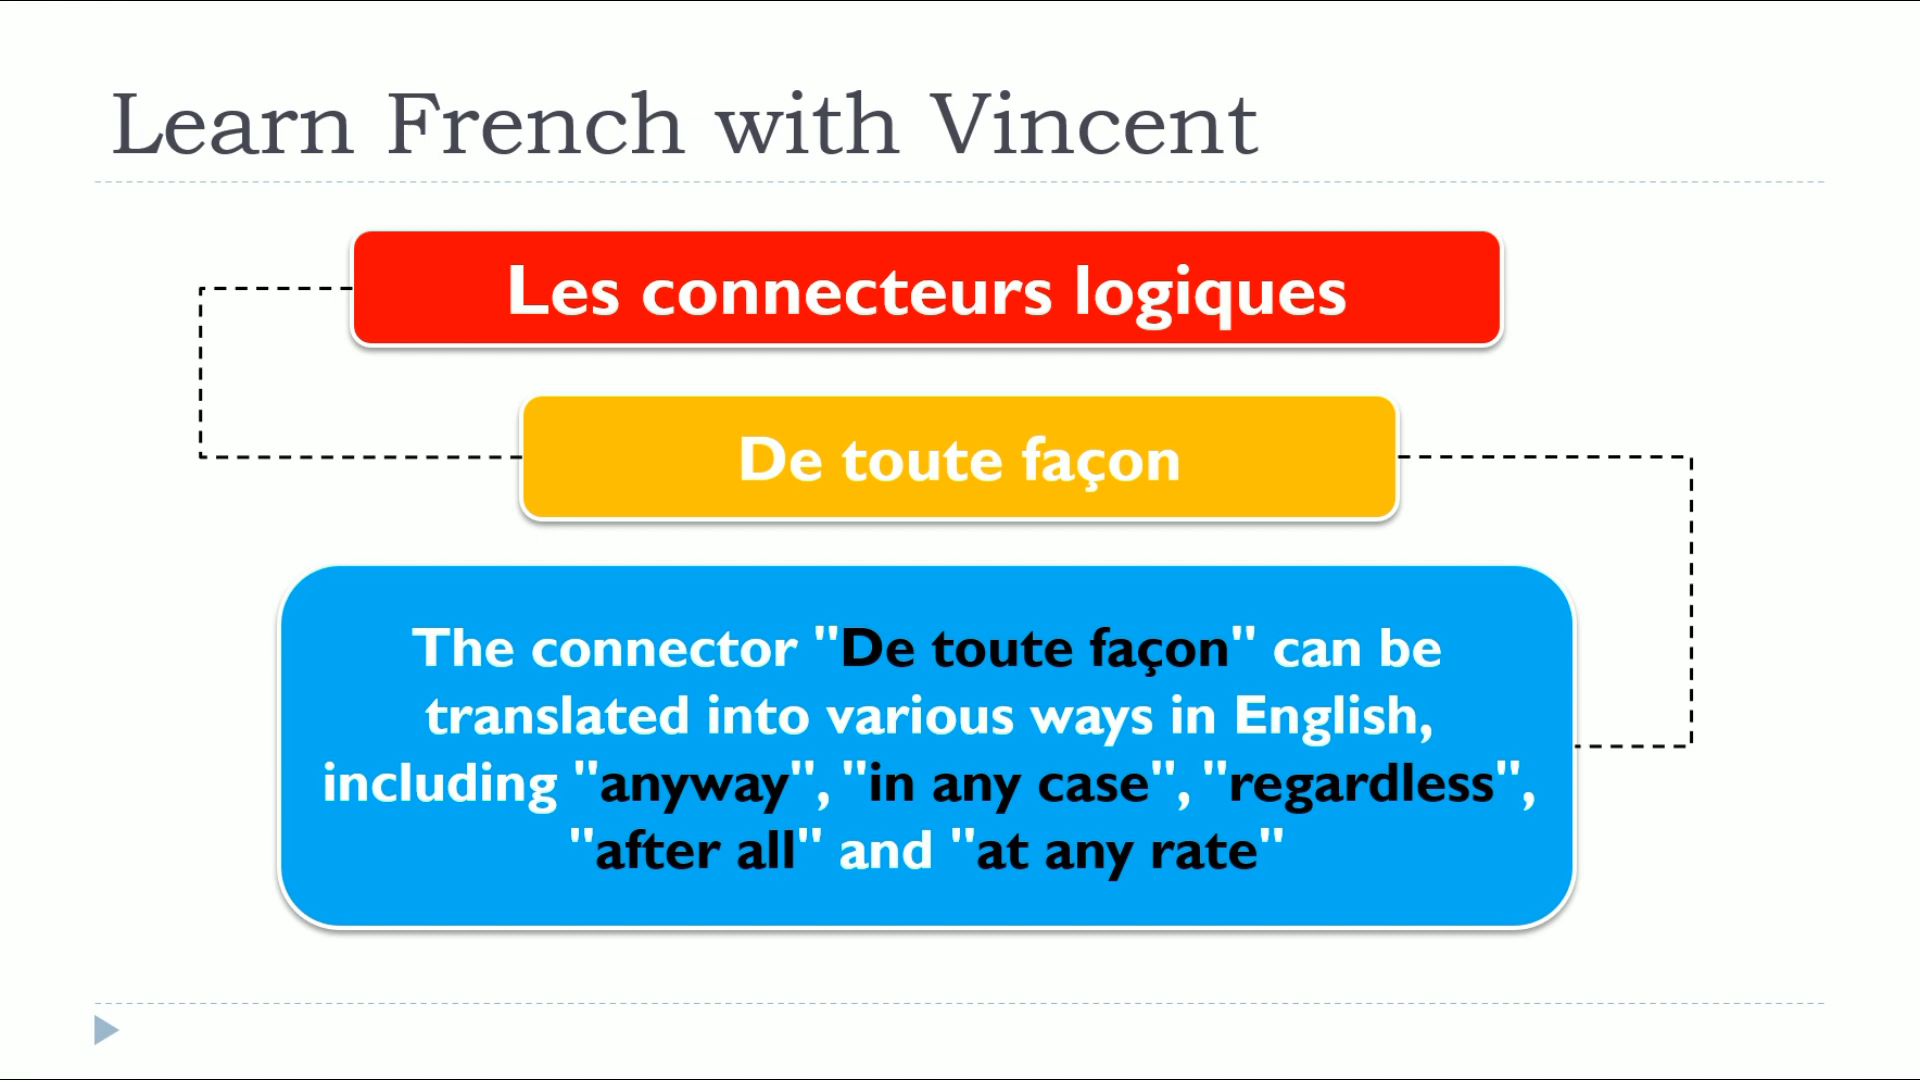 Learn French with Vincent
Les connecteurs logiques
De toute façon
The connector "De toute façon" can be
translated into various ways in English,
including "anyway", "in any case", "regardless",
"after all" and "at any rate"